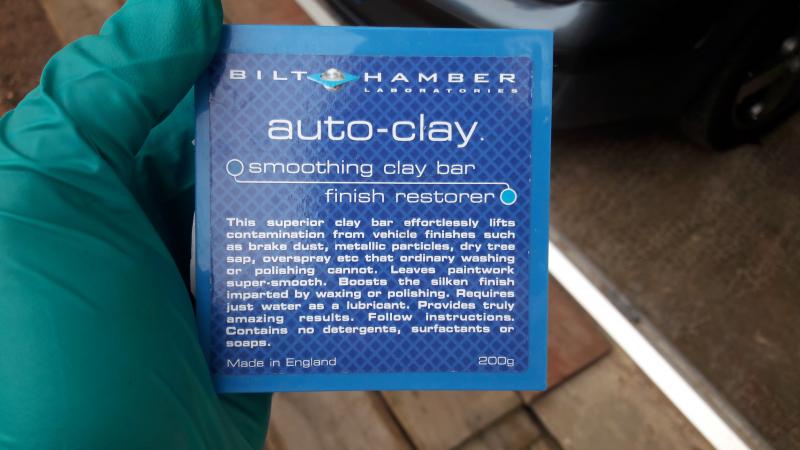 BILT HAMBER
LABORATORIES
auto-clay.
smoothing clay bar
finish restorer
This superior clay bar effortlessly lifts
contamination from vehicle finishes such
as brake dust, metallic particles, dry tree
sap, overspray etc that ordinary washing
or polishing cannot. Leaves paintwork
super-smooth. Boosts the silken finish
imparted by waxing or polishing. Requires
just water as a lubricant. Provides truly
amazing results. Follow instructions.
Contains no detergents, surfactants or
soaps.
Made in England 200g